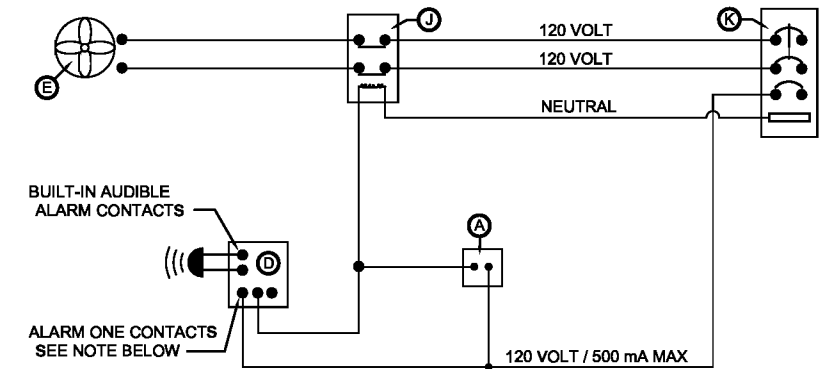 J
K
120 VOLT
120 VOLT
E
NEUTRAL
BUILT-IN AUDIBLE
ALARM CONTACTS
A
D
ALARM ONE CONTACTS
SEE NOTE BELOW
120 VOLT / 500 mA MAX